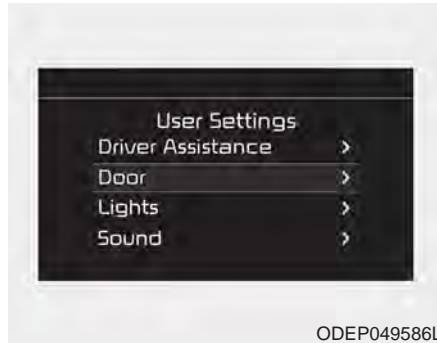 User Settings
Driver Assistance >
Door >
Lights >
Sound >
ODEP049586L